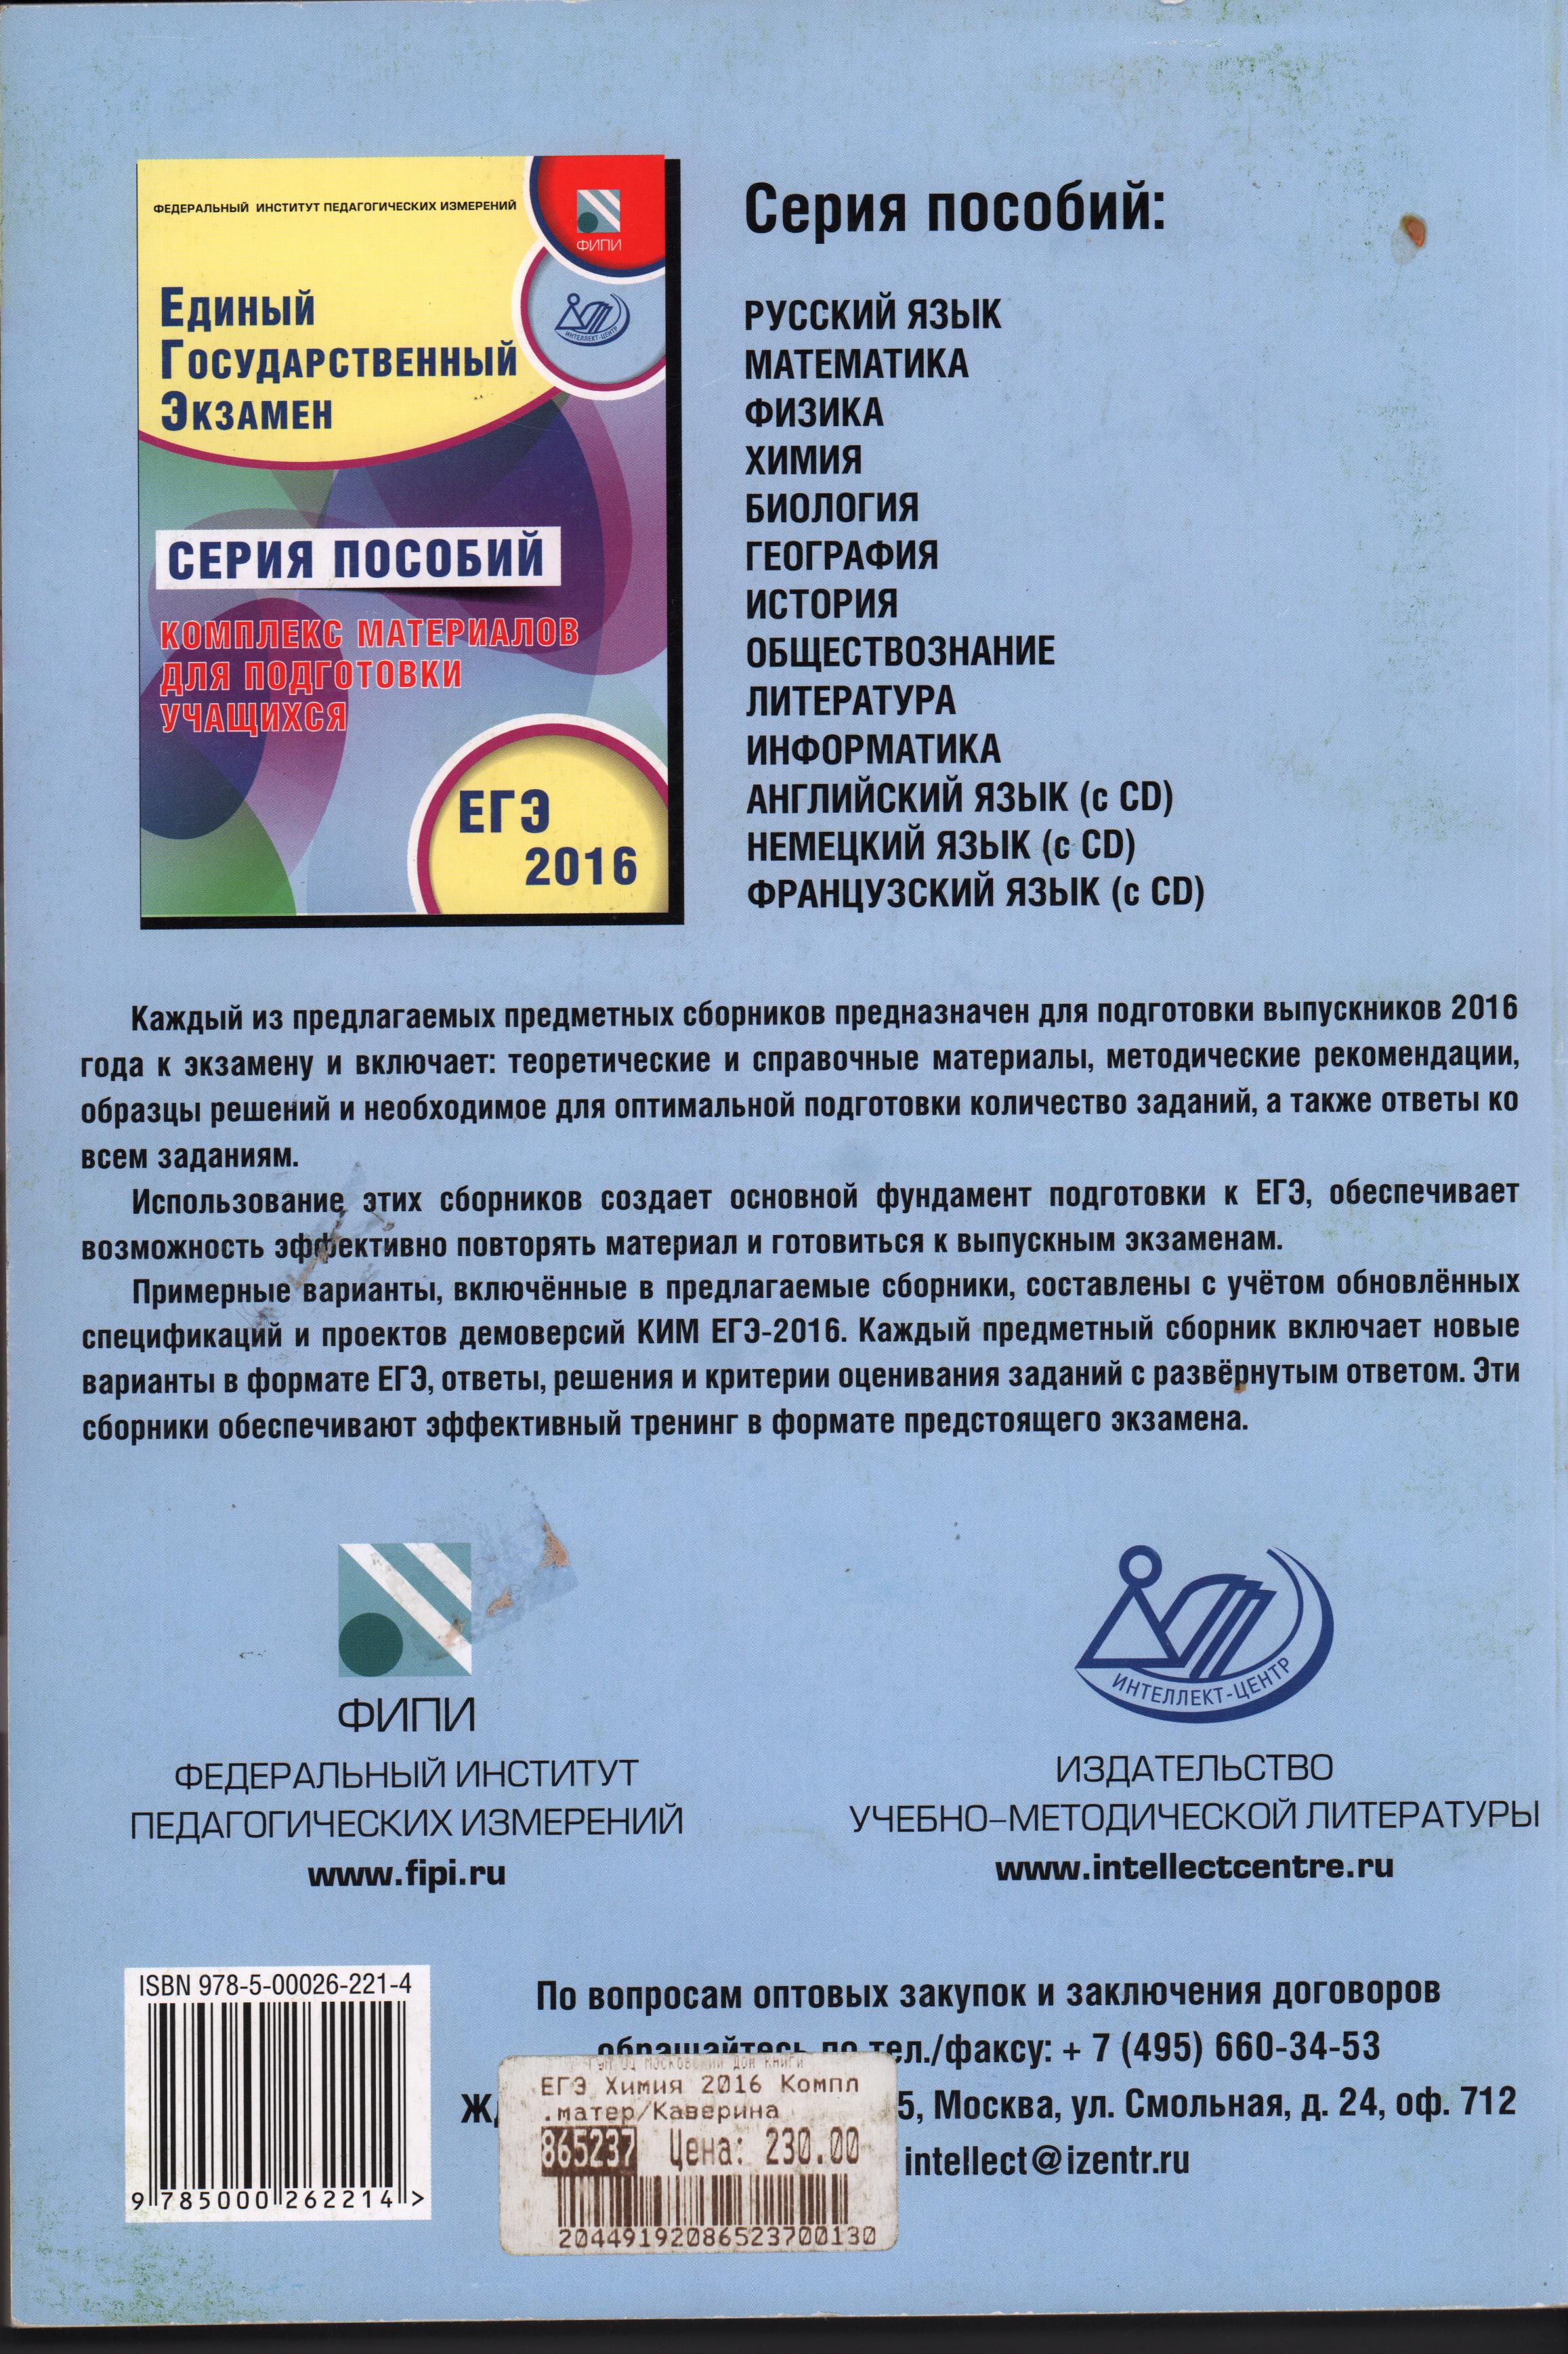 ФЕДЕРАЛЬНЫЙ ИНСТИТУТ ПЕДАГОГИЧЕСКИХ ИЗМЕРЕНИЙ
ФИПИ
ЕДИНЫЙ
ГОСУДАРСТВЕННЫЙ
ЭКЗАМЕН
ИНТЕЛЛЕКТ-ЦЕНТР
СЕРИЯ ПОСОБИЙ
КОМПЛЕКС МАТЕРИАЛОВ
ДЛЯ ПОДГОТОВКИ
УЧАЩИХСЯ
ЕГЭ
2016
Серия пособий:
РУССКИЙ ЯЗЫК
МАТЕМАТИКА
ФИЗИКА
ХИМИЯ
БИОЛОГИЯ
ГЕОГРАФИЯ
ИСТОРИЯ
ОБЩЕСТВОЗНАНИЕ
ЛИТЕРАТУРА
ИНФОРМАТИКА
АНГЛИЙСКИЙ ЯЗЫК (с CD)
НЕМЕЦКИЙ ЯЗЫК (с CD)
ФРАНЦУЗСКИЙ ЯЗЫК (с CD)
Каждый из предлагаемых предметных сборников предназначен для подготовки выпускников 2016
года к экзамену и включает: теоретические и справочные материалы, методические рекомендации,
образцы решений и необходимое для оптимальной подготовки количество заданий, а также ответы ко
всем заданиям.
Использование этих сборников создает основной фундамент подготовки к ЕГЭ, обеспечивает
возможность эффективно повторять материал и готовиться к выпускным экзаменам.
Примерные варианты, включённые в предлагаемые сборники, составлены с учётом обновлённых
спецификаций и проектов демоверсий КИМ ЕГЭ-2016. Каждый предметный сборник включает новые
варианты в формате ЕГЭ, ответы, решения и критерии оценивания заданий с развёрнутым ответом. Эти
сборники обеспечивают эффективный тренинг в формате предстоящего экзамена.
ФИПИ
ФЕДЕРАЛЬНЫЙ ИНСТИТУТ
ПЕДАГОГИЧЕСКИХ ИЗМЕРЕНИЙ
www.fipi.ru
ИНТЕЛЛЕКТ-ЦЕНТР
ИЗДАТЕЛЬСТВО
УЧЕБНО-МЕТОДИЧЕСКОЙ ЛИТЕРАТУРЫ
www.intellectcentre.ru
ISBN 978-5-00026-221-4
9 785000 262214 >
По вопросам оптовых закупок и заключения договоров
обращайтесь по тел./факсу: + 7 (495) 660-34-53
5, Москва, ул. Смольная, д. 24, оф. 712
intellect@izentr.ru
Московский дом книги
ЕГЭ Химия 2016 Компл
.матер/Каверина
865237 Цена: 230.00
20449192086523700130